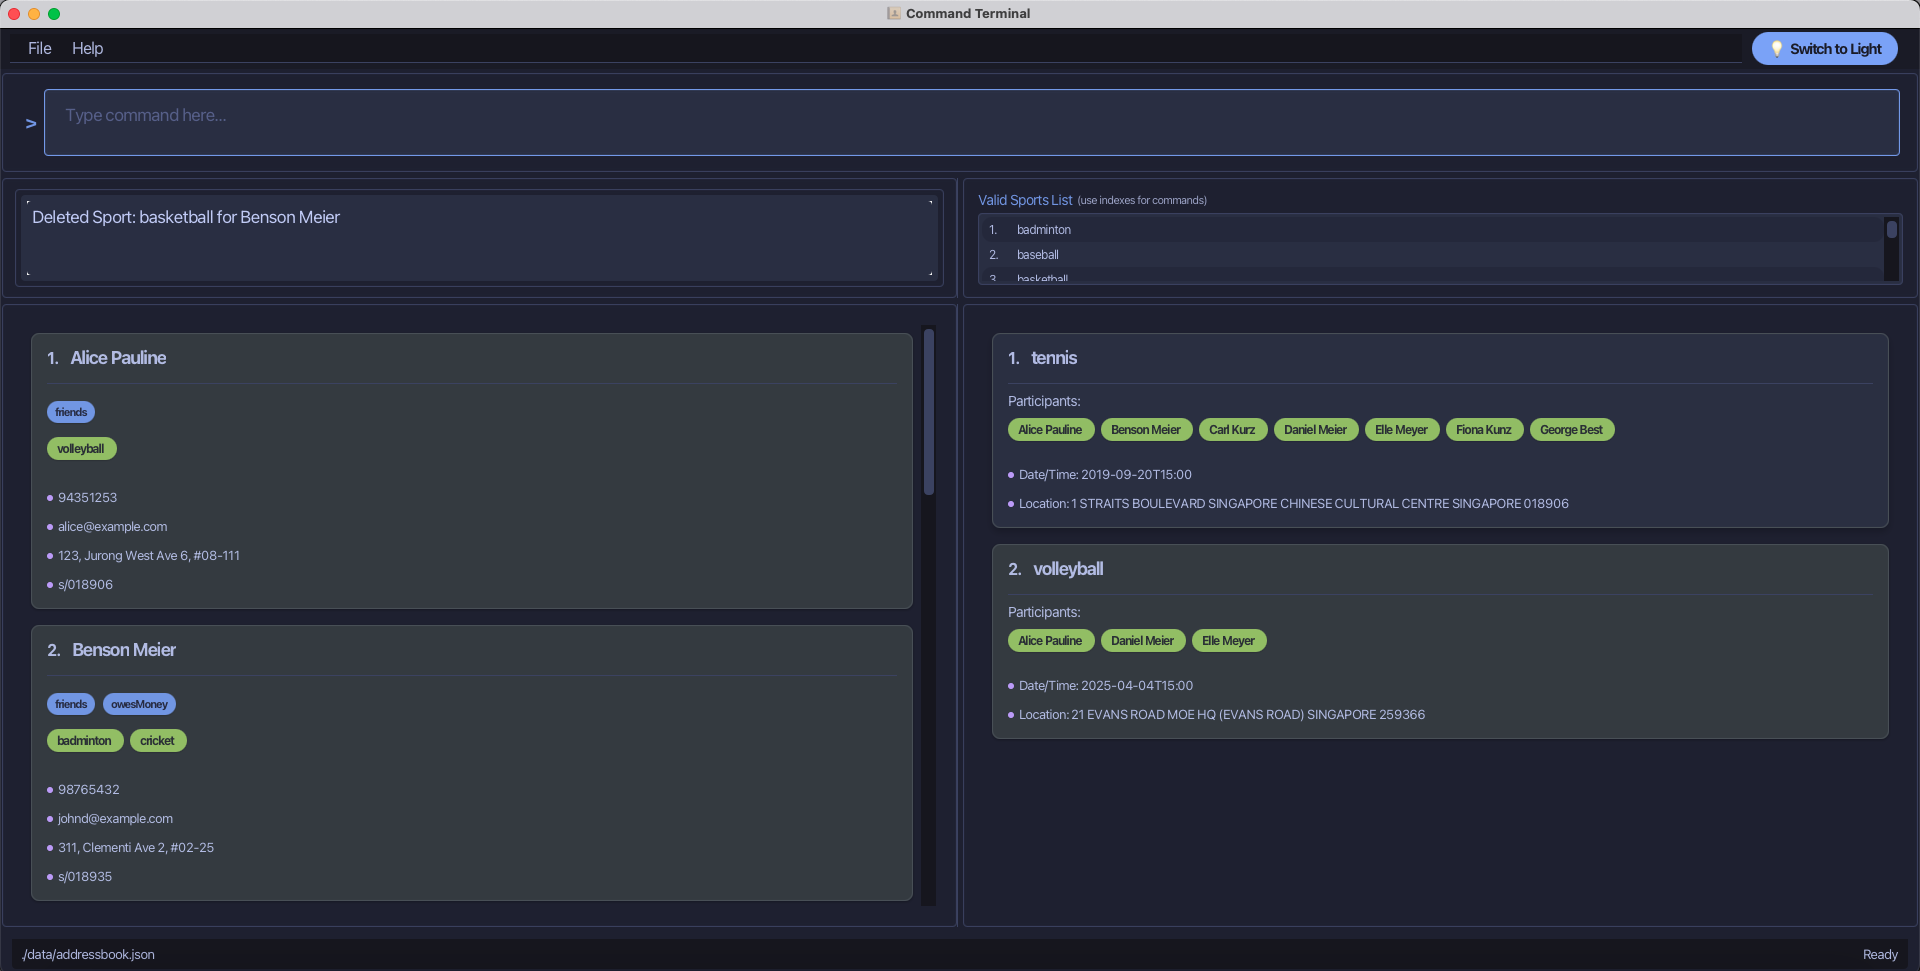 Command Terminal
File Help
Switch to Light
> Type command here...
Deleted Sport: basketball for Benson Meier
Valid Sports List (use indexes for commands)
1. badminton
2. baseball
3. basketball
1. Alice Pauline
friends
volleyball
94351253
alice@example.com
123, Jurong West Ave 6, #08-111
s/018906
2. Benson Meier
friends owesMoney
badminton cricket
98765432
johnd@example.com
311, Clementi Ave 2, #02-25
s/018935
1. tennis
Participants:
Alice Pauline Benson Meier Carl Kurz Daniel Meier Elle Meyer Fiona Kunz George Best
Date/Time: 2019-09-20T15:00
Location: 1 STRAITS BOULEVARD SINGAPORE CHINESE CULTURAL CENTRE SINGAPORE 018906
2. volleyball
Participants:
Alice Pauline Daniel Meier Elle Meyer
Date/Time: 2025-04-04T15:00
Location: 21 EVANS ROAD MOE HQ (EVANS ROAD) SINGAPORE 259366
./data/addressbook.json
Ready